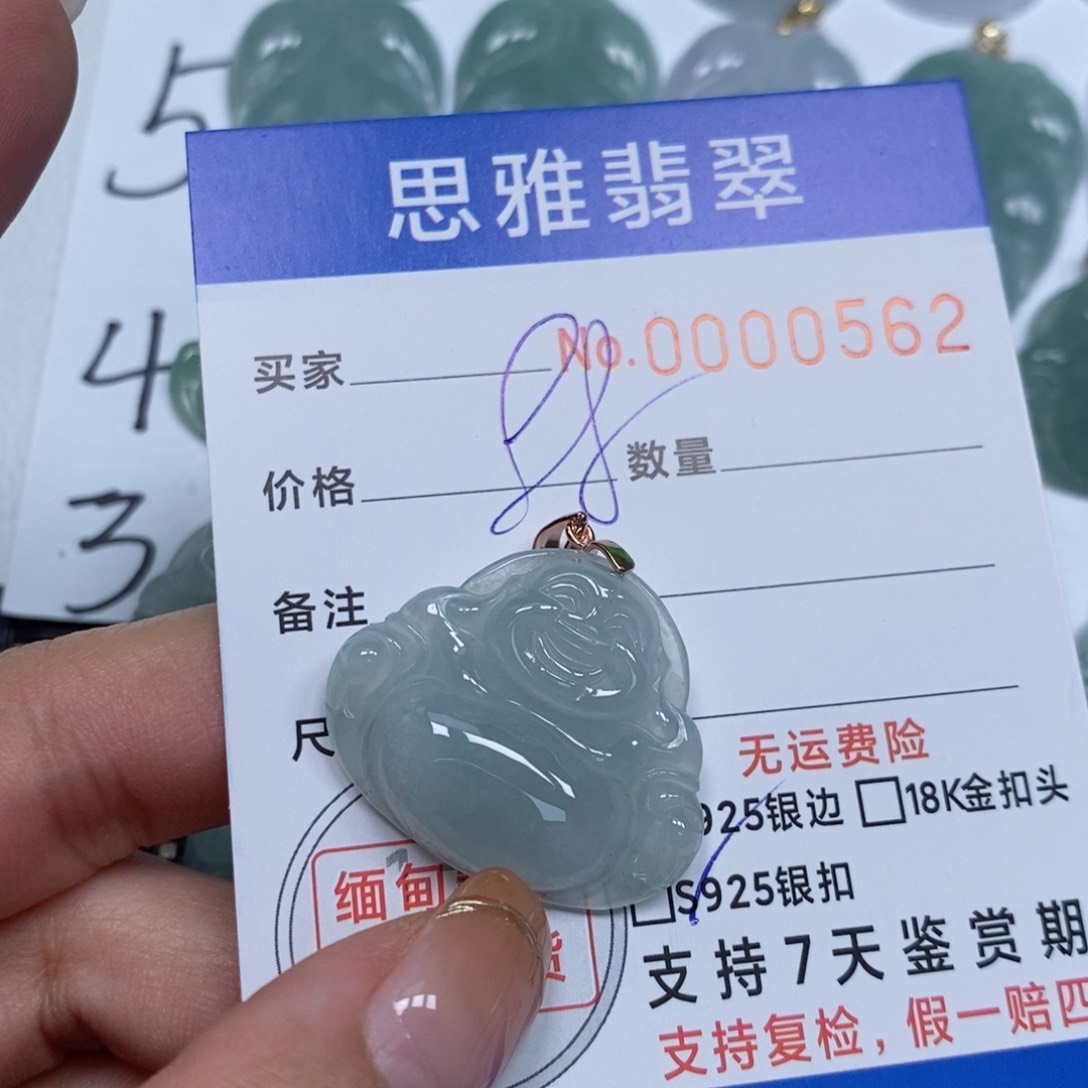 5
4
3
思雅翡翠
买家
No.0000562
价格
数量
备注
尺
无运费险
925银边 □18K金扣头
□S925银扣
缅甸
货
支持7天鉴赏期
支持复检，假一赔四